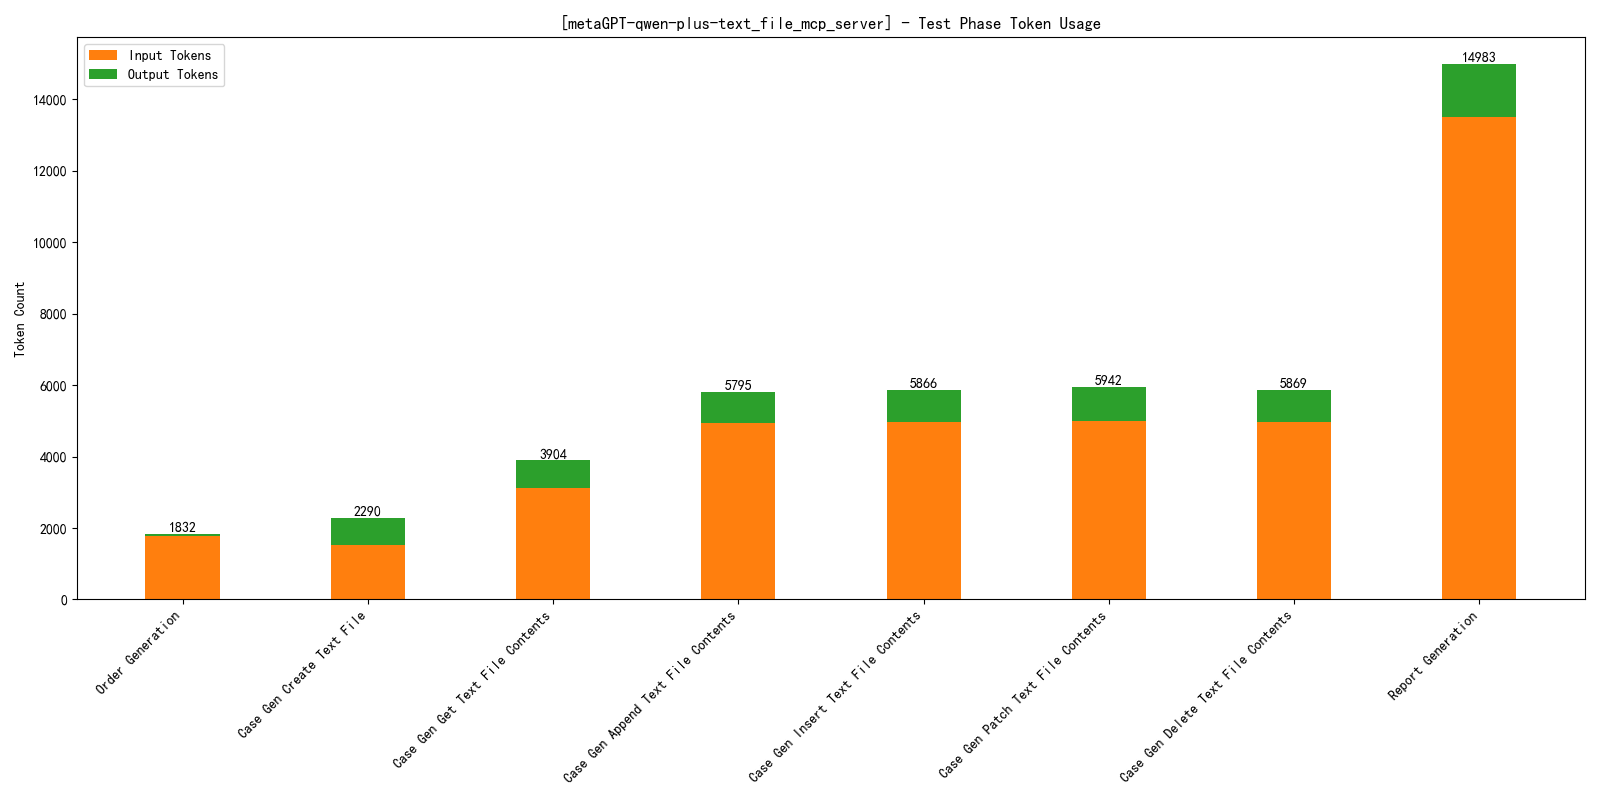 [metaGPT-qwen-plus-text_file_mcp_server] - Test Phase Token Usage
Input Tokens
Output Tokens
Token Count
14000
12000
10000
8000
6000
4000
2000
0
1832
2290
3904
5795
5866
5942
5869
14983
Order Generation
Case Gen Create Text File
Case Gen Get Text File Contents
Case Gen Append Text File Contents
Case Gen Insert Text File Contents
Case Gen Patch Text File Contents
Case Gen Delete Text File Contents
Report Generation